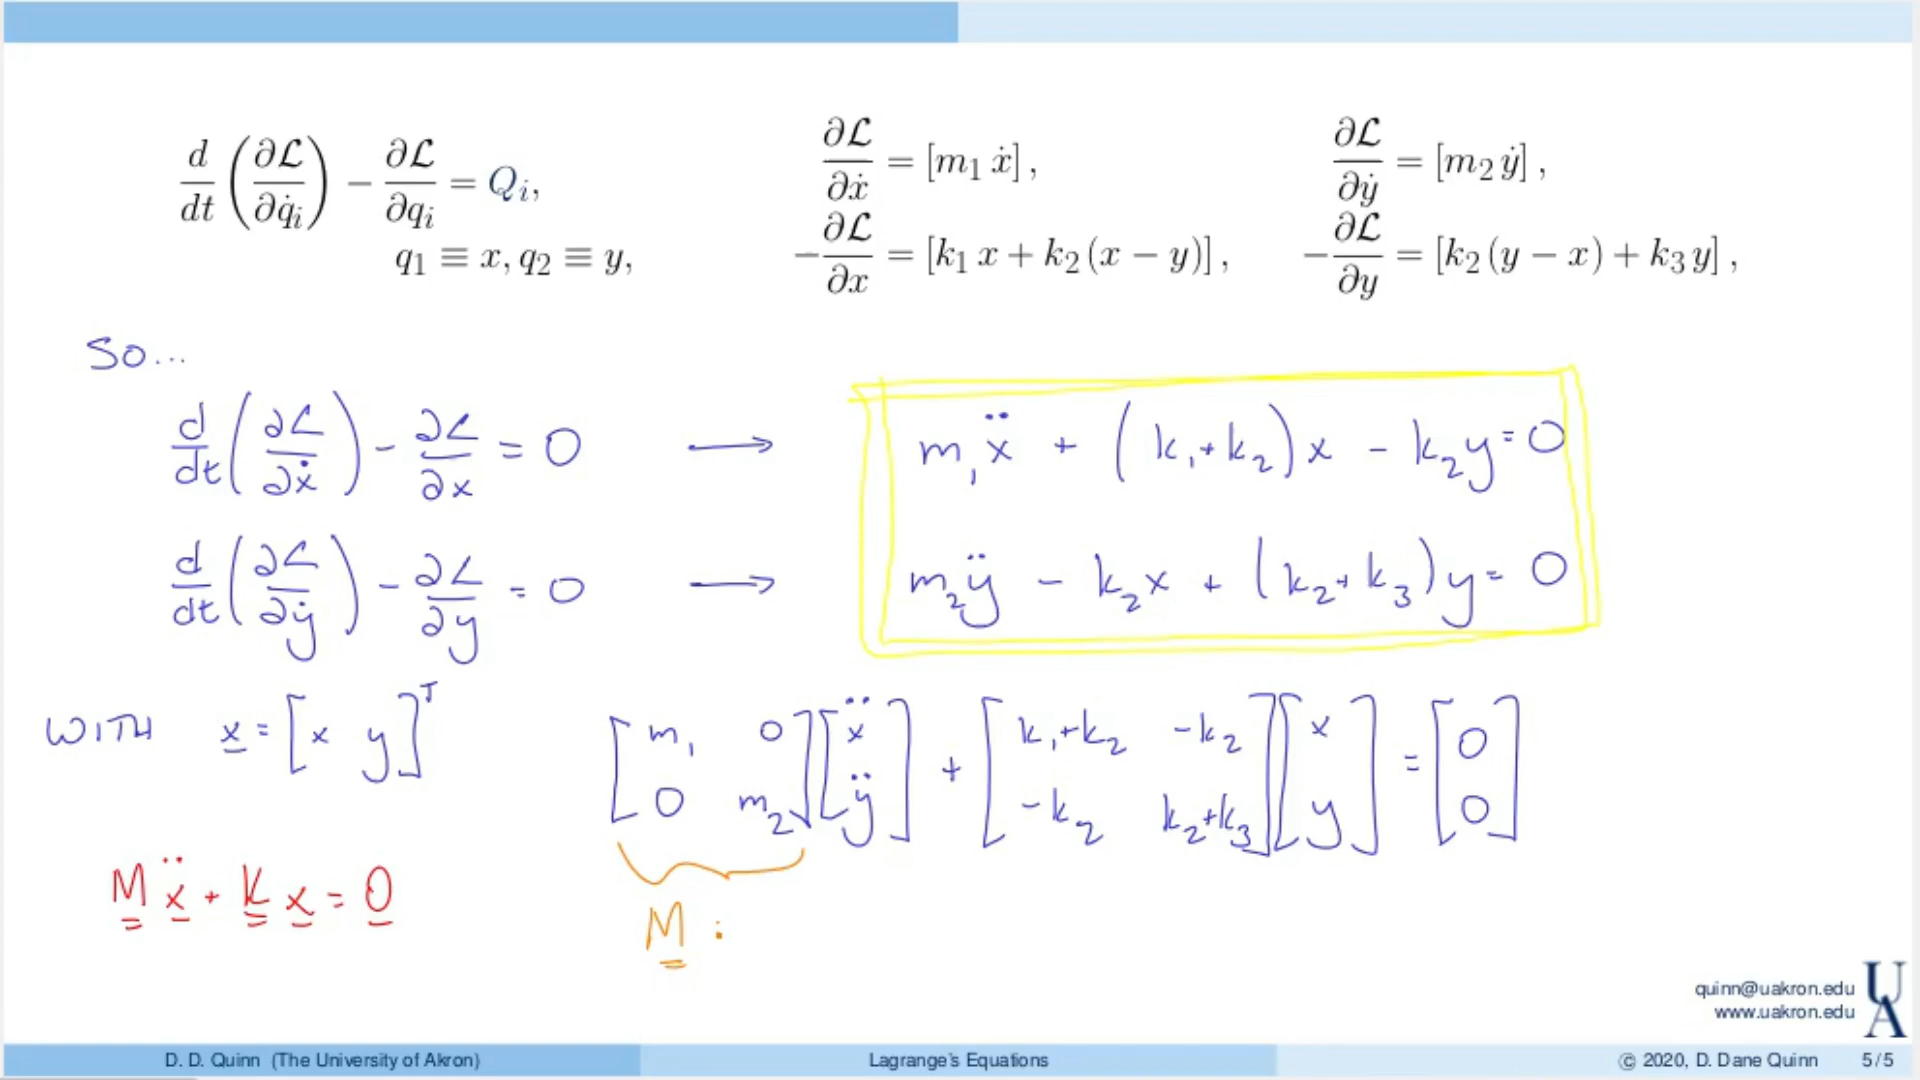 d/dt (∂ℒ/∂q̇ᵢ) − ∂ℒ/∂qᵢ = Qᵢ,
q₁ ≡ x, q₂ ≡ y,
∂ℒ/∂ẋ = [m₁ ẋ],
−∂ℒ/∂x = [k₁ x + k₂ (x − y)],
∂ℒ/∂ẏ = [m₂ ẏ],
−∂ℒ/∂y = [k₂ (y − x) + k₃ y],
SO...
d/dt (∂ℒ/∂ẋ) − ∂ℒ/∂x = 0 → m₁ẍ + (k₁+k₂)x − k₂y = 0
d/dt (∂ℒ/∂ẏ) − ∂ℒ/∂y = 0 → m₂ÿ − k₂x + (k₂+k₃)y = 0
WITH x = [x y]ᵀ
[m₁ 0; 0 m₂][ẍ; ÿ] + [k₁+k₂ −k₂; −k₂ k₂+k₃][x; y] = [0; 0]
M ẍ + K x = 0
M :
quinn@uakron.edu
www.uakron.edu
UA
D. D. Quinn (The University of Akron) Lagrange's Equations © 2020, D. Dane Quinn 5/5